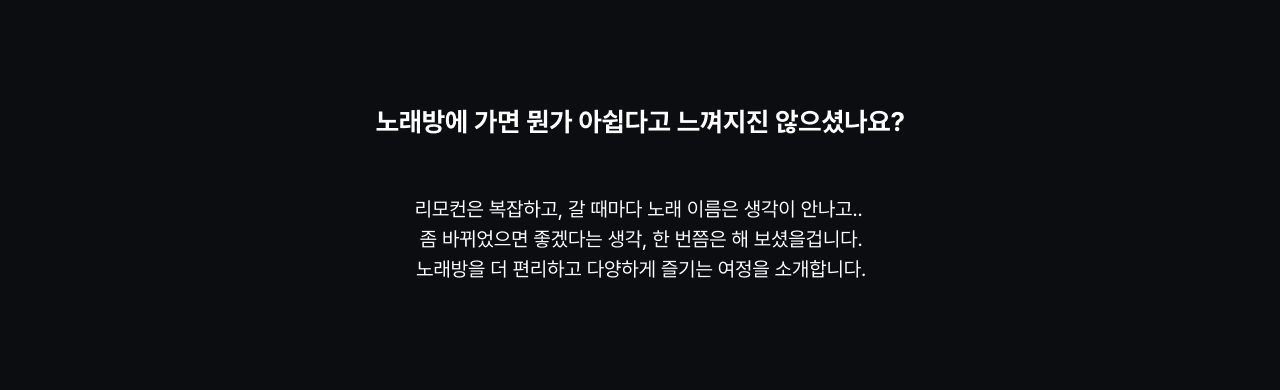 노래방에 가면 뭔가 아쉽다고 느껴지진 않으셨나요?
리모컨은 복잡하고, 갈 때마다 노래 이름은 생각이 안나고..
좀 바뀌었으면 좋겠다는 생각, 한 번쯤은 해 보셨을겁니다.
노래방을 더 편리하고 다양하게 즐기는 여정을 소개합니다.